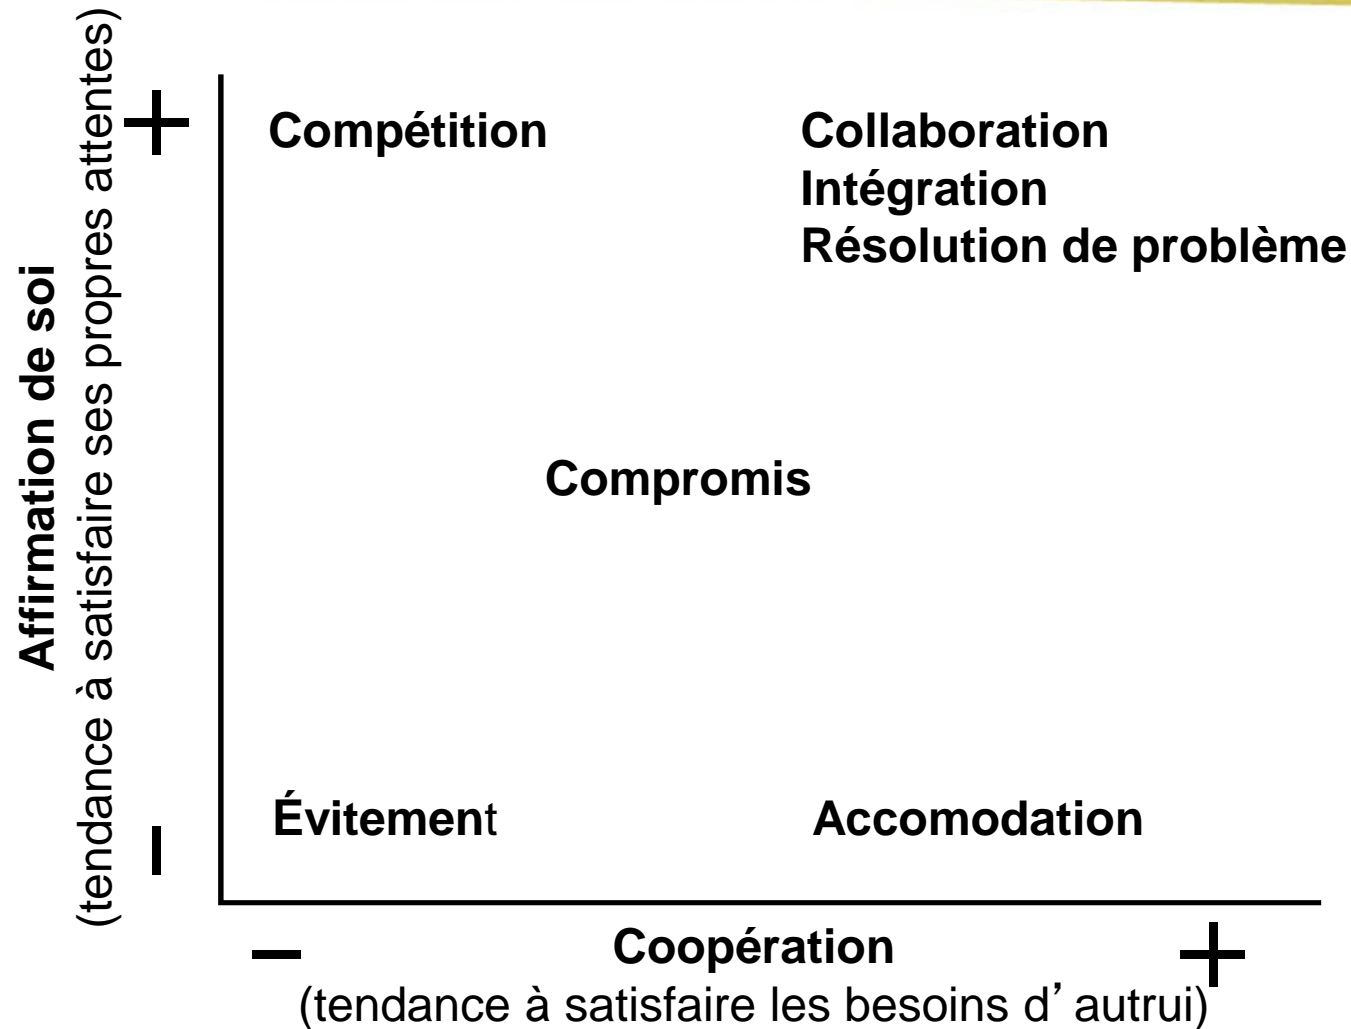 Affirmation de soi
(tendance à satisfaire ses propres attentes)
+
Compétition
Collaboration
Intégration
Résolution de problème
Compromis
Évitement
Accomodation
–
– Coopération +
(tendance à satisfaire les besoins d’ autrui)